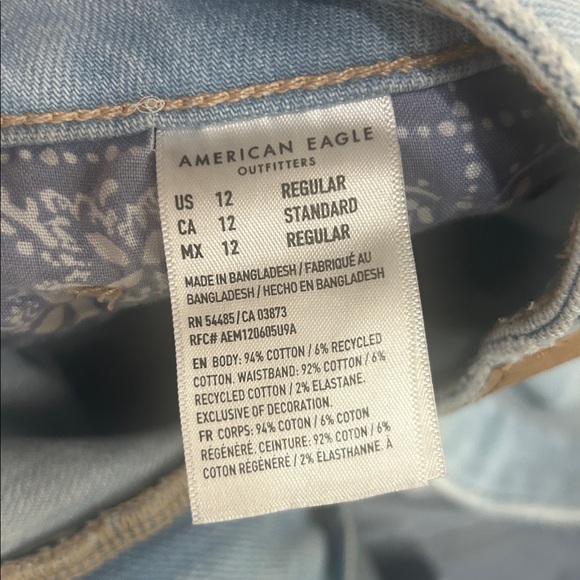 AMERICAN EAGLE
OUTFITTERS
US 12 REGULAR
CA 12 STANDARD
MX 12 REGULAR
MADE IN BANGLADESH / FABRIQUÉ AU
BANGLADESH / HECHO EN BANGLADESH
RN 54485 / CA 03873
RFC# AEM120605U9A
EN BODY: 94% COTTON / 6% RECYCLED
COTTON. WAISTBAND: 92% COTTON / 6%
RECYCLED COTTON / 2% ELASTANE.
EXCLUSIVE OF DECORATION.
FR CORPS: 94% COTON / 6% COTON
RÉGÉNÉRÉ. CEINTURE: 92% COTON / 6%
COTON RÉGÉNÉRÉ / 2% ELASTHANNE. À